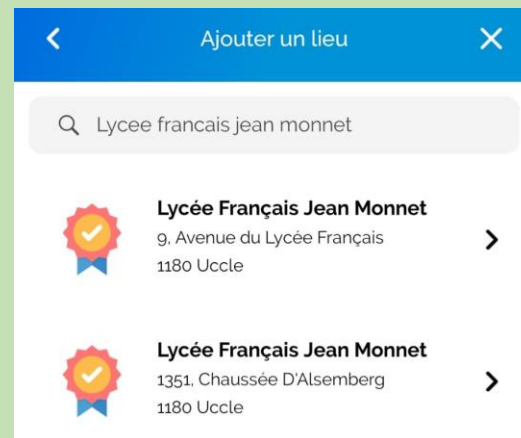 Ajouter un lieu
Lycee francais jean monnet
Lycée Français Jean Monnet
9, Avenue du Lycée Français
1180 Uccle
Lycée Français Jean Monnet
1351, Chaussée D'Alsemberg
1180 Uccle